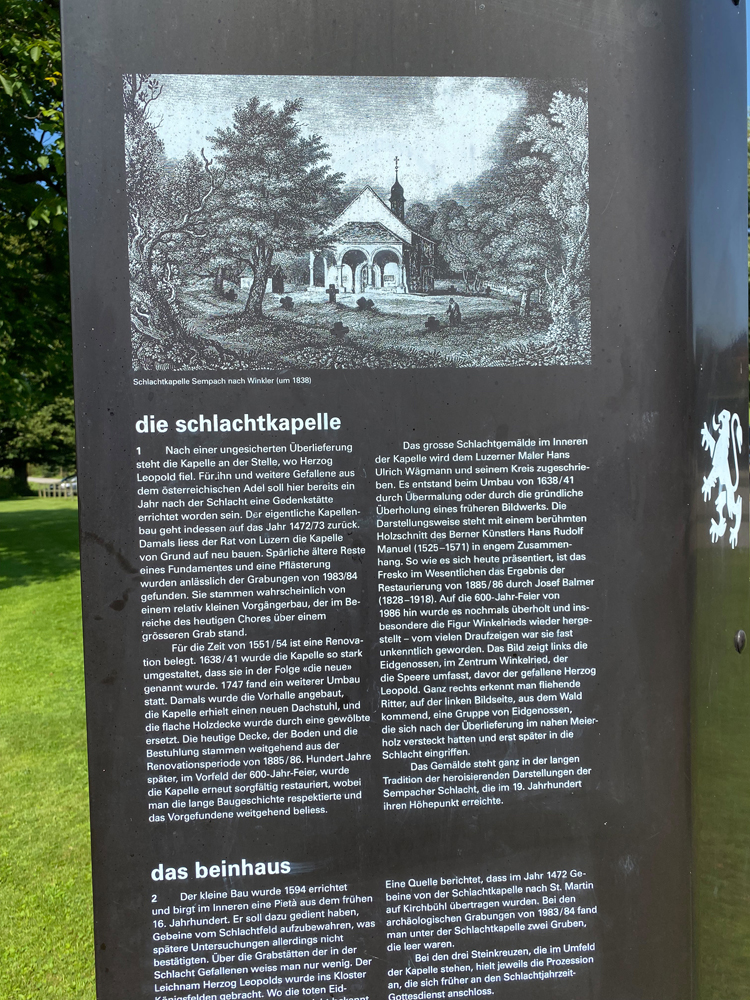 Schlachtkapelle Sempach nach Winkler (um 1838)
die schlachtkapelle
1 Nach einer ungesicherten Überlieferung
steht die Kapelle an der Stelle, wo Herzog
Leopold fiel. Für ihn und weitere Gefallene aus
dem österreichischen Adel soll hier bereits ein
Jahr nach der Schlacht eine Gedenkstätte
errichtet worden sein. Der eigentliche Kapellen-
bau geht indessen auf das Jahr 1472/73 zurück.
Damals liess der Rat von Luzern die Kapelle
von Grund auf neu bauen. Spärliche ältere Reste
eines Fundamentes und eine Pflästerung
wurden anlässlich der Grabungen von 1983/84
gefunden. Sie stammen wahrscheinlich von
einem relativ kleinen Vorgängerbau, der im Be-
reiche des heutigen Chores über einem
grösseren Grab stand.
Für die Zeit von 1551/54 ist eine Renova-
tion belegt. 1638/41 wurde die Kapelle so stark
umgestaltet, dass sie in der Folge «die neue»
genannt wurde. 1747 fand ein weiterer Umbau
statt. Damals wurde die Vorhalle angebaut,
die Kapelle erhielt einen neuen Dachstuhl, und
die flache Holzdecke wurde durch eine gewölbte
ersetzt. Die heutige Decke, der Boden und die
Bestuhlung stammen weitgehend aus der
Renovationsperiode von 1885/86. Hundert Jahre
später, im Vorfeld der 600-Jahr-Feier, wurde
die Kapelle erneut sorgfältig restauriert, wobei
man die lange Baugeschichte respektierte und
das Vorgefundene weitgehend beliess.
Das grosse Schlachtgemälde im Inneren
der Kapelle wird dem Luzerner Maler Hans
Ulrich Wägmann und seinem Kreis zugeschrie-
ben. Es entstand beim Umbau von 1638/41
durch Übermalung oder durch die gründliche
Überholung eines früheren Bildwerks. Die
Darstellungsweise steht mit einem berühmten
Holzschnitt des Berner Künstlers Hans Rudolf
Manuel (1525–1571) in engem Zusammen-
hang. So wie es sich heute präsentiert, ist das
Fresko im Wesentlichen das Ergebnis der
Restaurierung von 1885/86 durch Josef Balmer
(1828–1918). Auf die 600-Jahr-Feier von
1986 hin wurde es nochmals überholt und ins-
besondere die Figur Winkelrieds wieder herge-
stellt – vom vielen Draufzeigen war sie fast
unkenntlich geworden. Das Bild zeigt links die
Eidgenossen, im Zentrum Winkelried, der
die Speere umfasst, davor der gefallene Herzog
Leopold. Ganz rechts erkennt man fliehende
Ritter, auf der linken Bildseite, aus dem Wald
kommend, eine Gruppe von Eidgenossen,
die sich nach der Überlieferung im nahen Meier-
holz versteckt hatten und erst später in die
Schlacht eingriffen.
Das Gemälde steht ganz in der langen
Tradition der heroisierenden Darstellungen der
Sempacher Schlacht, die im 19. Jahrhundert
ihren Höhepunkt erreichte.
das beinhaus
2 Der kleine Bau wurde 1594 errichtet
und birgt im Inneren eine Pietà aus dem frühen
16. Jahrhundert. Er soll dazu gedient haben,
Gebeine vom Schlachtfeld aufzubewahren, was
spätere Untersuchungen allerdings nicht
bestätigten. Über die Grabstätten der in der
Schlacht Gefallenen weiss man nur wenig. Der
Leichnam Herzog Leopolds wurde ins Kloster
Königsfelden gebracht. Wo die toten Eid-
Eine Quelle berichtet, dass im Jahr 1472 Ge-
beine von der Schlachtkapelle nach St. Martin
auf Kirchbühl übertragen wurden. Bei den
archäologischen Grabungen von 1983/84 fand
man unter der Schlachtkapelle zwei Gruben,
die leer waren.
Bei den drei Steinkreuzen, die im Umfeld
der Kapelle stehen, hielt jeweils die Prozession
an, die sich früher an den Schlachtjahrzeit-
Gottesdienst anschloss.